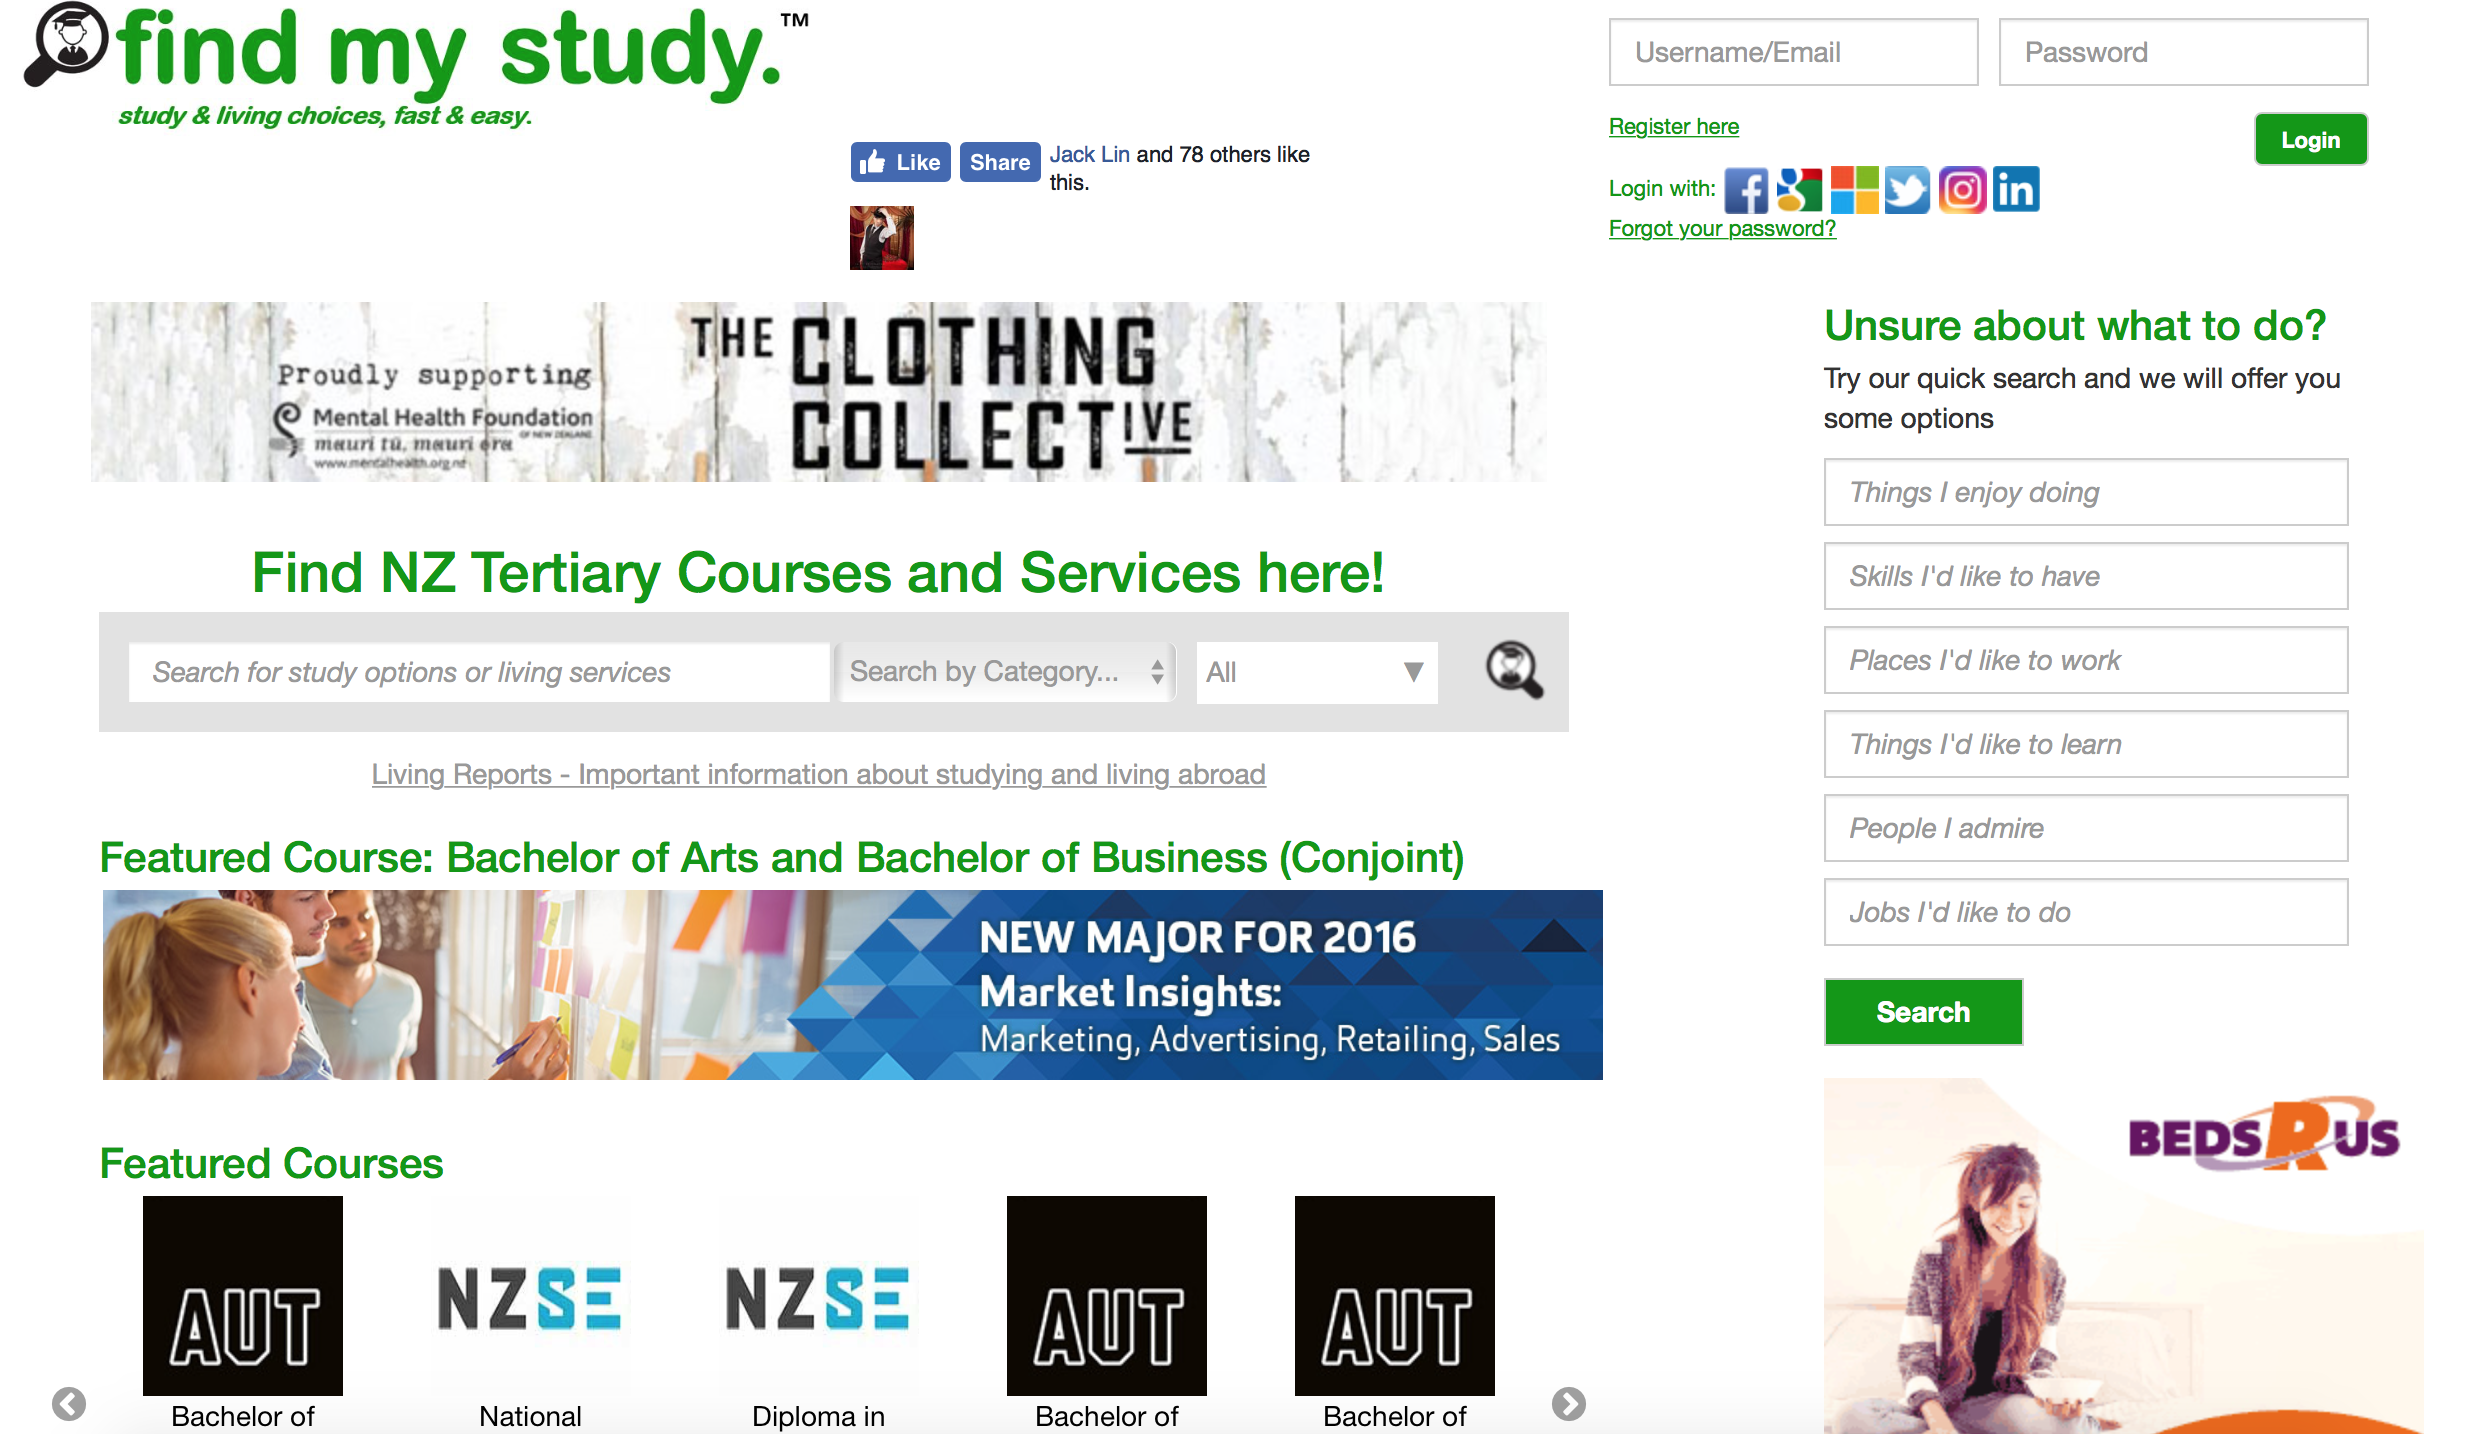 find my study.™
study & living choices, fast & easy.
Username/Email
Password
Register here
Login
Login with:
Forgot your password?
Like
Share
Jack Lin and 78 others like
this.
Proudly supporting
Mental Health Foundation
OF NEW ZEALAND
mauri tū, mauri ora
www.mentalhealth.org.nz
THE CLOTHING
COLLECTIVE
Find NZ Tertiary Courses and Services here!
Search for study options or living services
Search by Category...
All
Living Reports - Important information about studying and living abroad
Featured Course: Bachelor of Arts and Bachelor of Business (Conjoint)
NEW MAJOR FOR 2016
Market Insights:
Marketing, Advertising, Retailing, Sales
Featured Courses
AUT
NZSE
NZSE
AUT
AUT
Bachelor of
National
Diploma in
Bachelor of
Bachelor of
Unsure about what to do?
Try our quick search and we will offer you
some options
Things I enjoy doing
Skills I'd like to have
Places I'd like to work
Things I'd like to learn
People I admire
Jobs I'd like to do
Search
BEDS R US